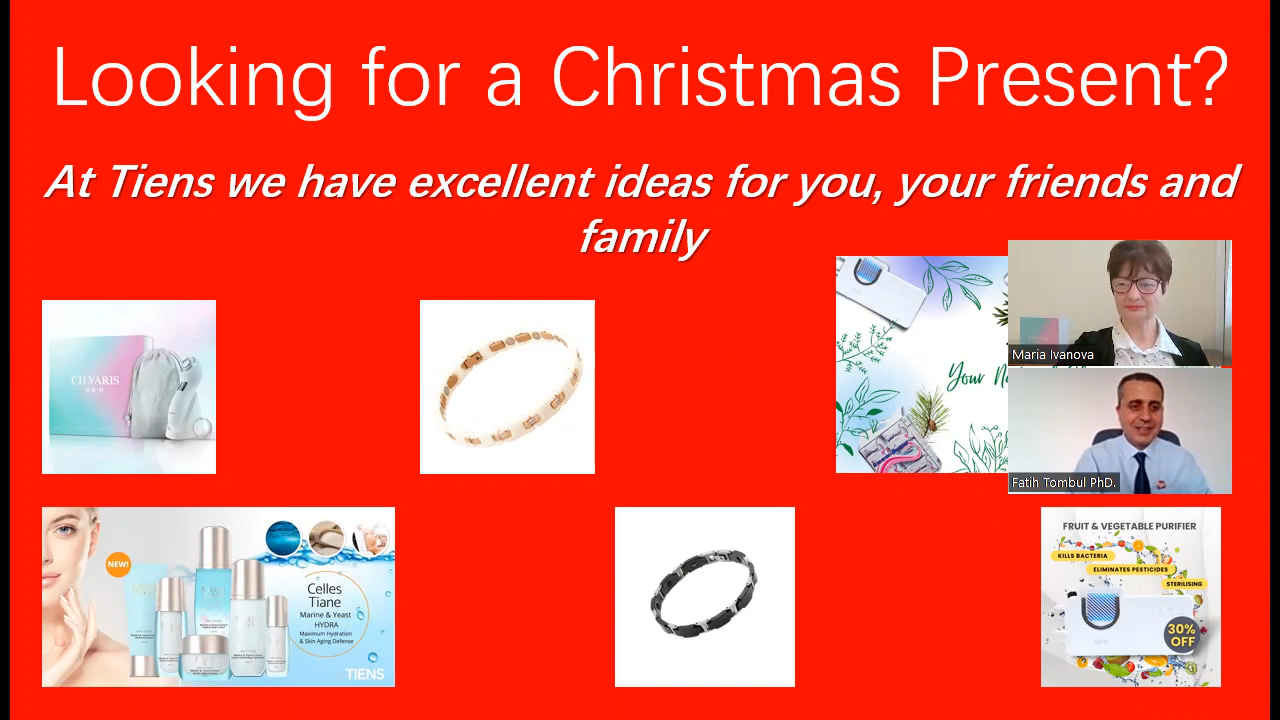 Looking for a Christmas Present?
At Tiens we have excellent ideas for you, your friends and
family
CILVARIS
Your
Maria Ivanova
Fatih Tombul PhD.
NEW!
Celles
Tiane
Marine & Yeast
HYDRA
Maximum Hydration
& Skin Aging Defense
TIENS
FRUIT & VEGETABLE PURIFIER
KILLS BACTERIA
ELIMINATES PESTICIDES
STERILISING
30%
OFF